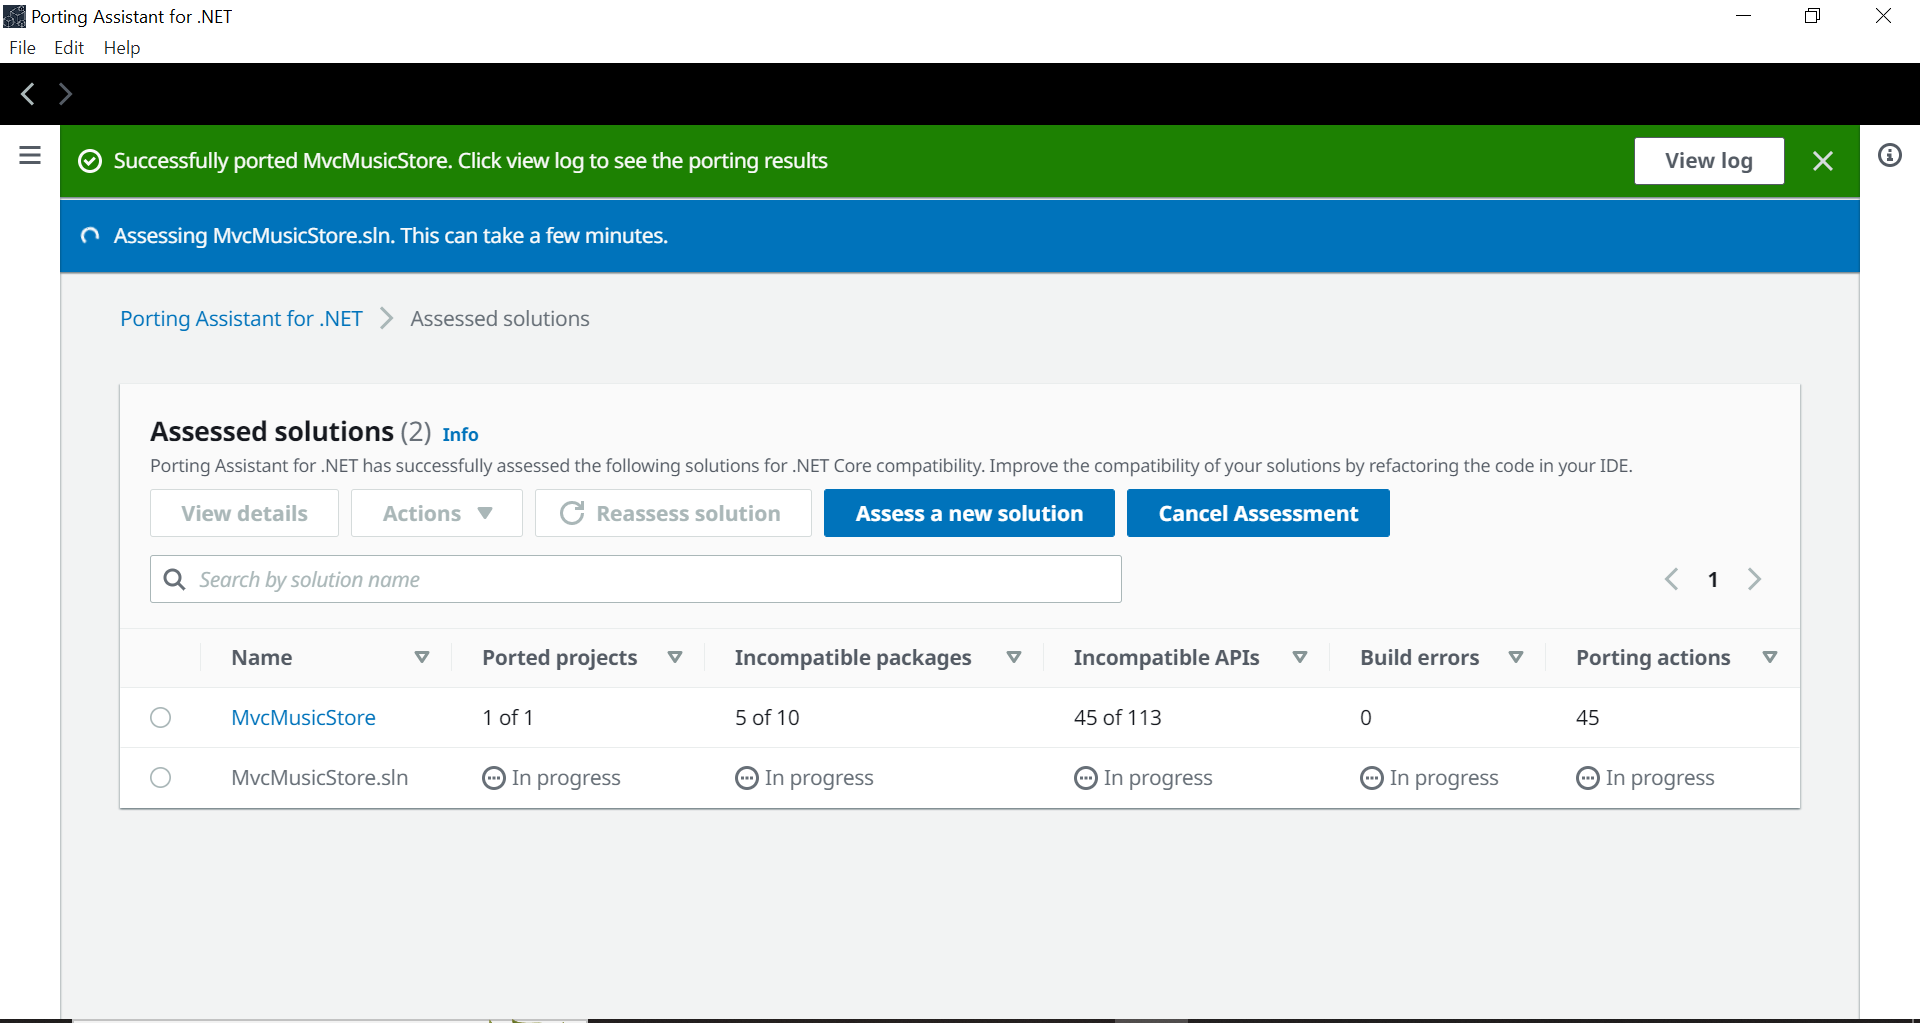 Porting Assistant for .NET
File Edit Help
Successfully ported MvcMusicStore. Click view log to see the porting results
View log
Assessing MvcMusicStore.sln. This can take a few minutes.
Porting Assistant for .NET Assessed solutions
Assessed solutions (2) Info
Porting Assistant for .NET has successfully assessed the following solutions for .NET Core compatibility. Improve the compatibility of your solutions by refactoring the code in your IDE.
View details Actions Reassess solution Assess a new solution Cancel Assessment
Search by solution name
1
Name Ported projects Incompatible packages Incompatible APIs Build errors Porting actions
MvcMusicStore 1 of 1 5 of 10 45 of 113 0 45
MvcMusicStore.sln In progress In progress In progress In progress In progress